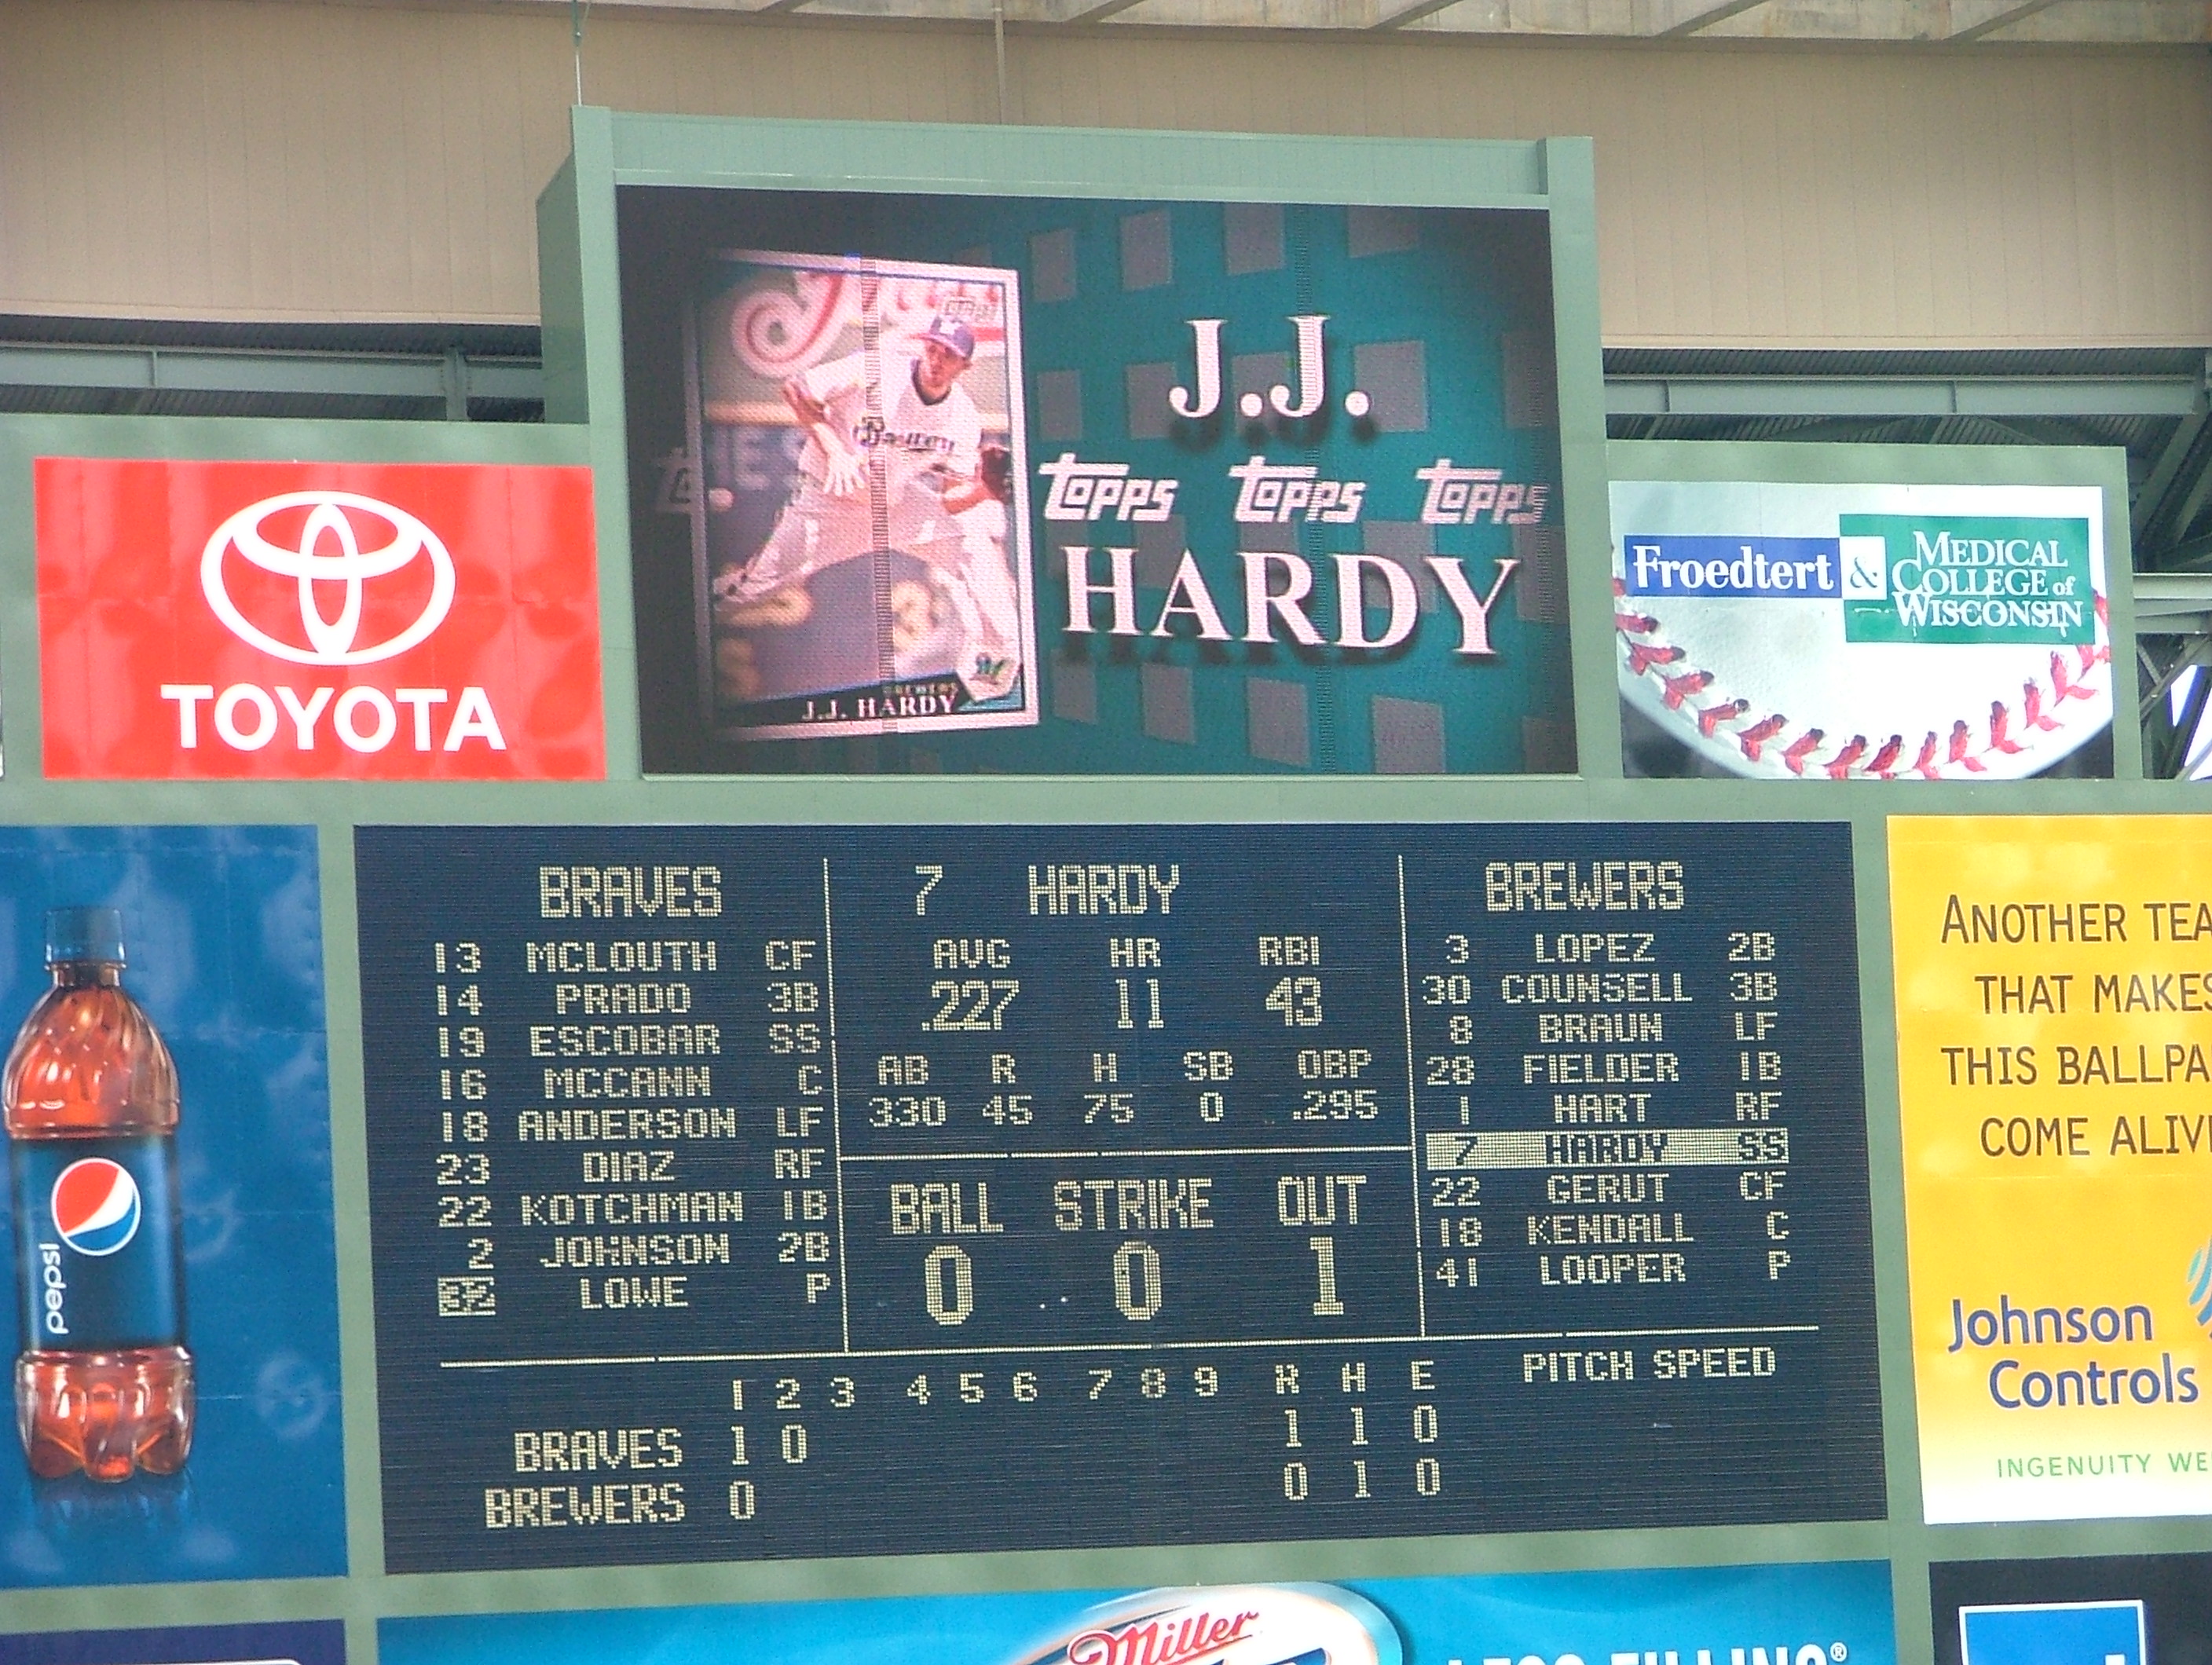 J.J.
topps topps topps
HARDY
Brewers
BREWERS
J.J. HARDY
TOYOTA
Froedtert & MEDICAL COLLEGE of WISCONSIN
pepsi
BRAVES
13 MCLOUTH CF
14 PRADO 3B
19 ESCOBAR SS
16 MCCANN C
18 ANDERSON LF
23 DIAZ RF
22 KOTCHMAN 1B
2 JOHNSON 2B
32 LOWE P
7 HARDY
AVG HR RBI
.227 11 43
AB R H SB OBP
330 45 75 0 .295
BALL STRIKE OUT
0 0 1
BREWERS
3 LOPEZ 2B
30 COUNSELL 3B
8 BRAUN LF
28 FIELDER 1B
1 HART RF
7 HARDY SS
22 GERUT CF
18 KENDALL C
41 LOOPER P
1 2 3 4 5 6 7 8 9 R H E
BRAVES 1 0 1 1 0
BREWERS 0 0 1 0
PITCH SPEED
ANOTHER TEA
THAT MAKES
THIS BALLPA
COME ALIV
Johnson
Controls
INGENUITY WE
Miller
LESS FILLING®